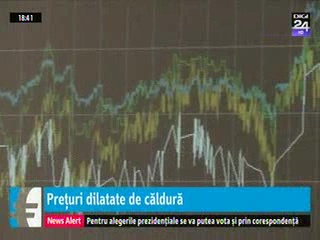 18:41
DIGI
24
HD
Prețuri dilatate de căldură
News Alert
Pentru alegerile prezidențiale se va putea vota și prin corespondență